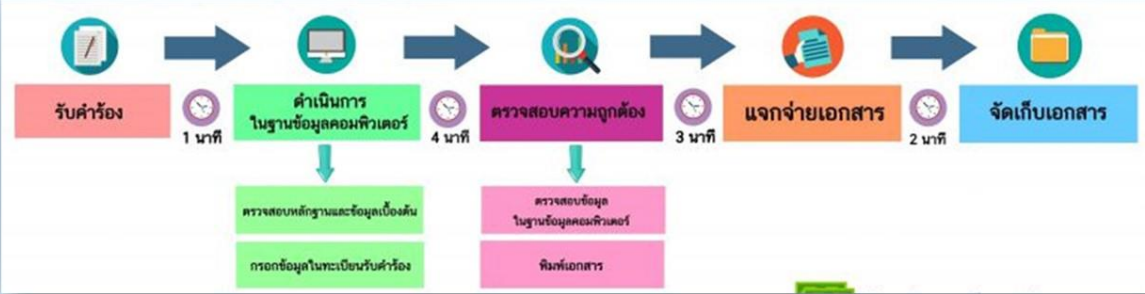 รับคำร้อง
1 นาที
ดำเนินการ
ในฐานข้อมูลคอมพิวเตอร์
4 นาที
ตรวจสอบความถูกต้อง
3 นาที
แจกจ่ายเอกสาร
2 นาที
จัดเก็บเอกสาร
ตรวจสอบหลักฐานและข้อมูลเบื้องต้น
กรอกข้อมูลในทะเบียนรับคำร้อง
ตรวจสอบข้อมูล
ในฐานข้อมูลคอมพิวเตอร์
พิมพ์เอกสาร